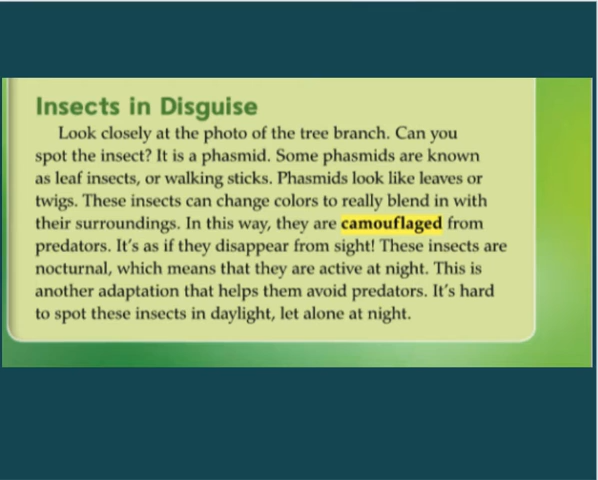 Insects in Disguise
Look closely at the photo of the tree branch. Can you
spot the insect? It is a phasmid. Some phasmids are known
as leaf insects, or walking sticks. Phasmids look like leaves or
twigs. These insects can change colors to really blend in with
their surroundings. In this way, they are camouflaged from
predators. It's as if they disappear from sight! These insects are
nocturnal, which means that they are active at night. This is
another adaptation that helps them avoid predators. It's hard
to spot these insects in daylight, let alone at night.